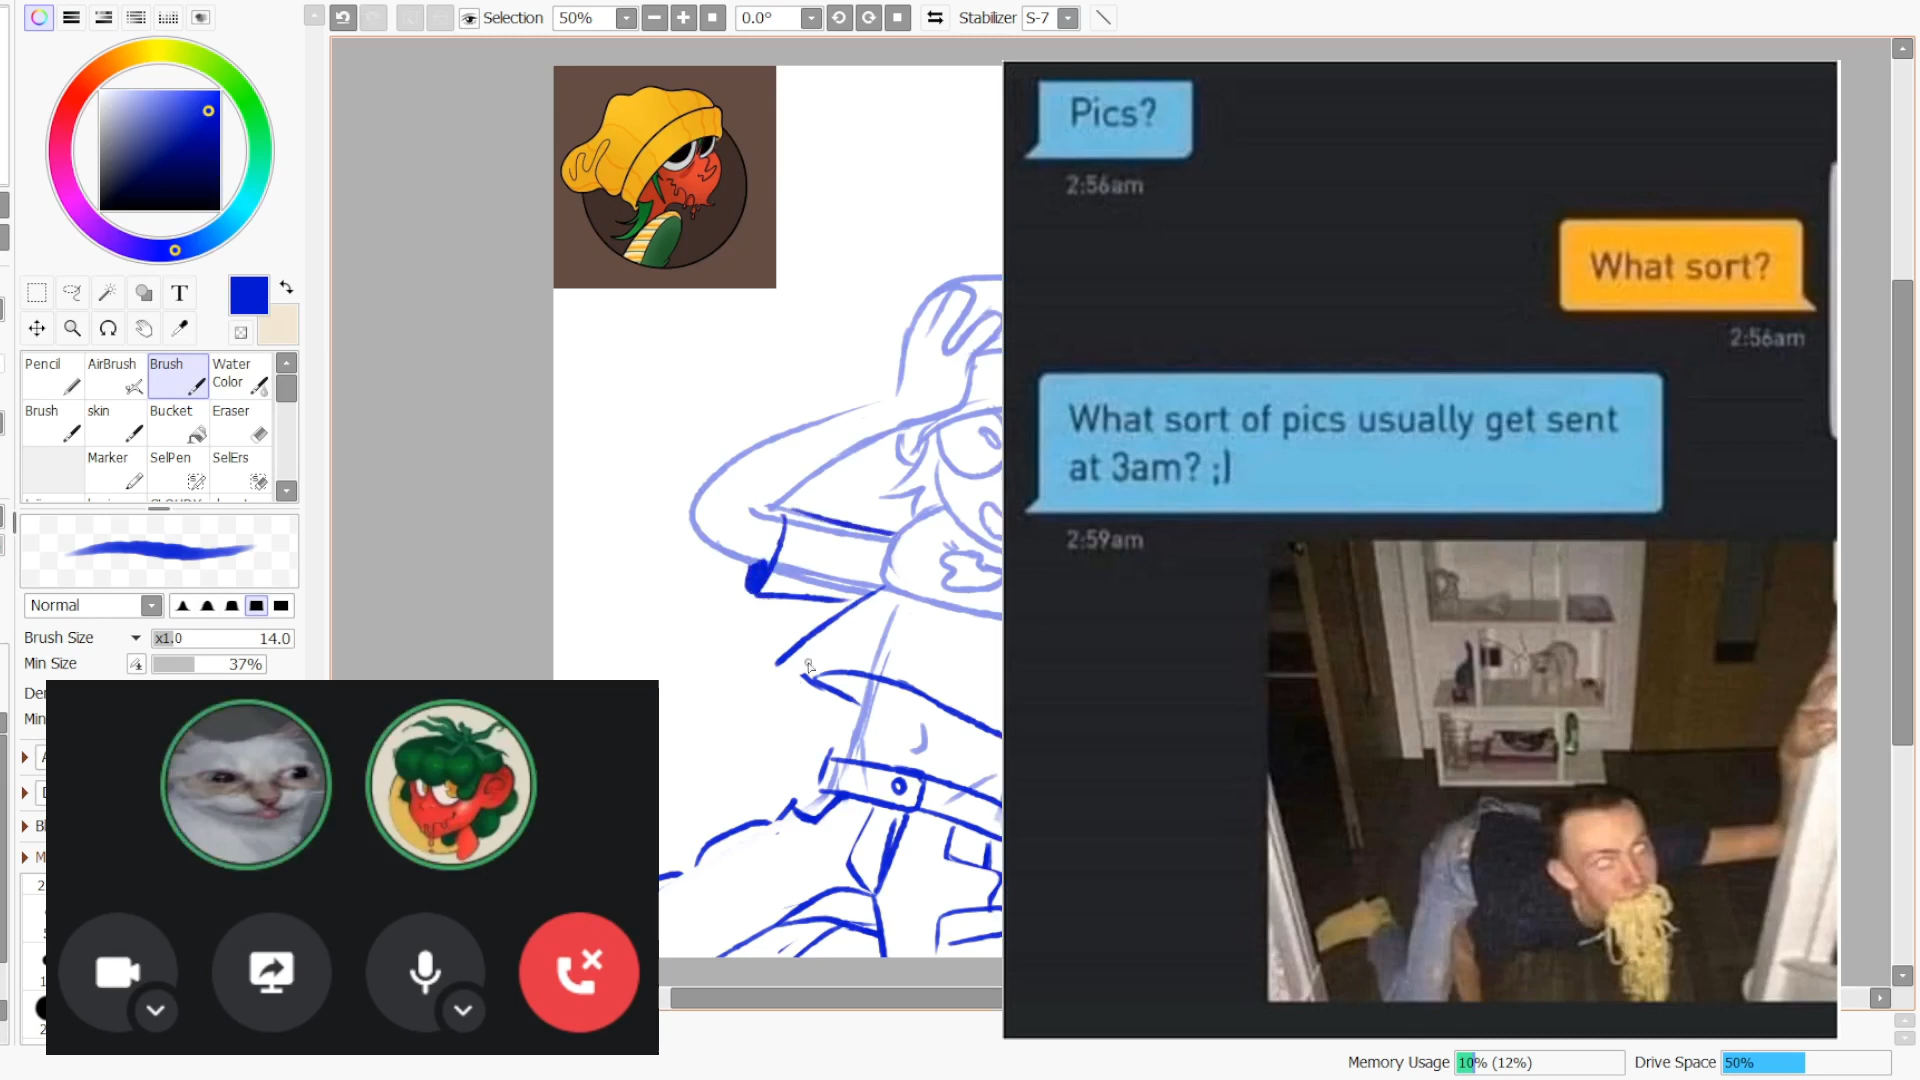 Selection 50% 0.0° Stabilizer S-7
T
Pencil AirBrush Brush Water Color
Brush skin Bucket Eraser
Marker SelPen SelErs
Normal
Brush Size x1.0 14.0
Min Size 37%
Pics?
2:56am
What sort?
2:56am
What sort of pics usually get sent
at 3am? ;)
2:59am
Memory Usage 10% (12%) Drive Space 50%